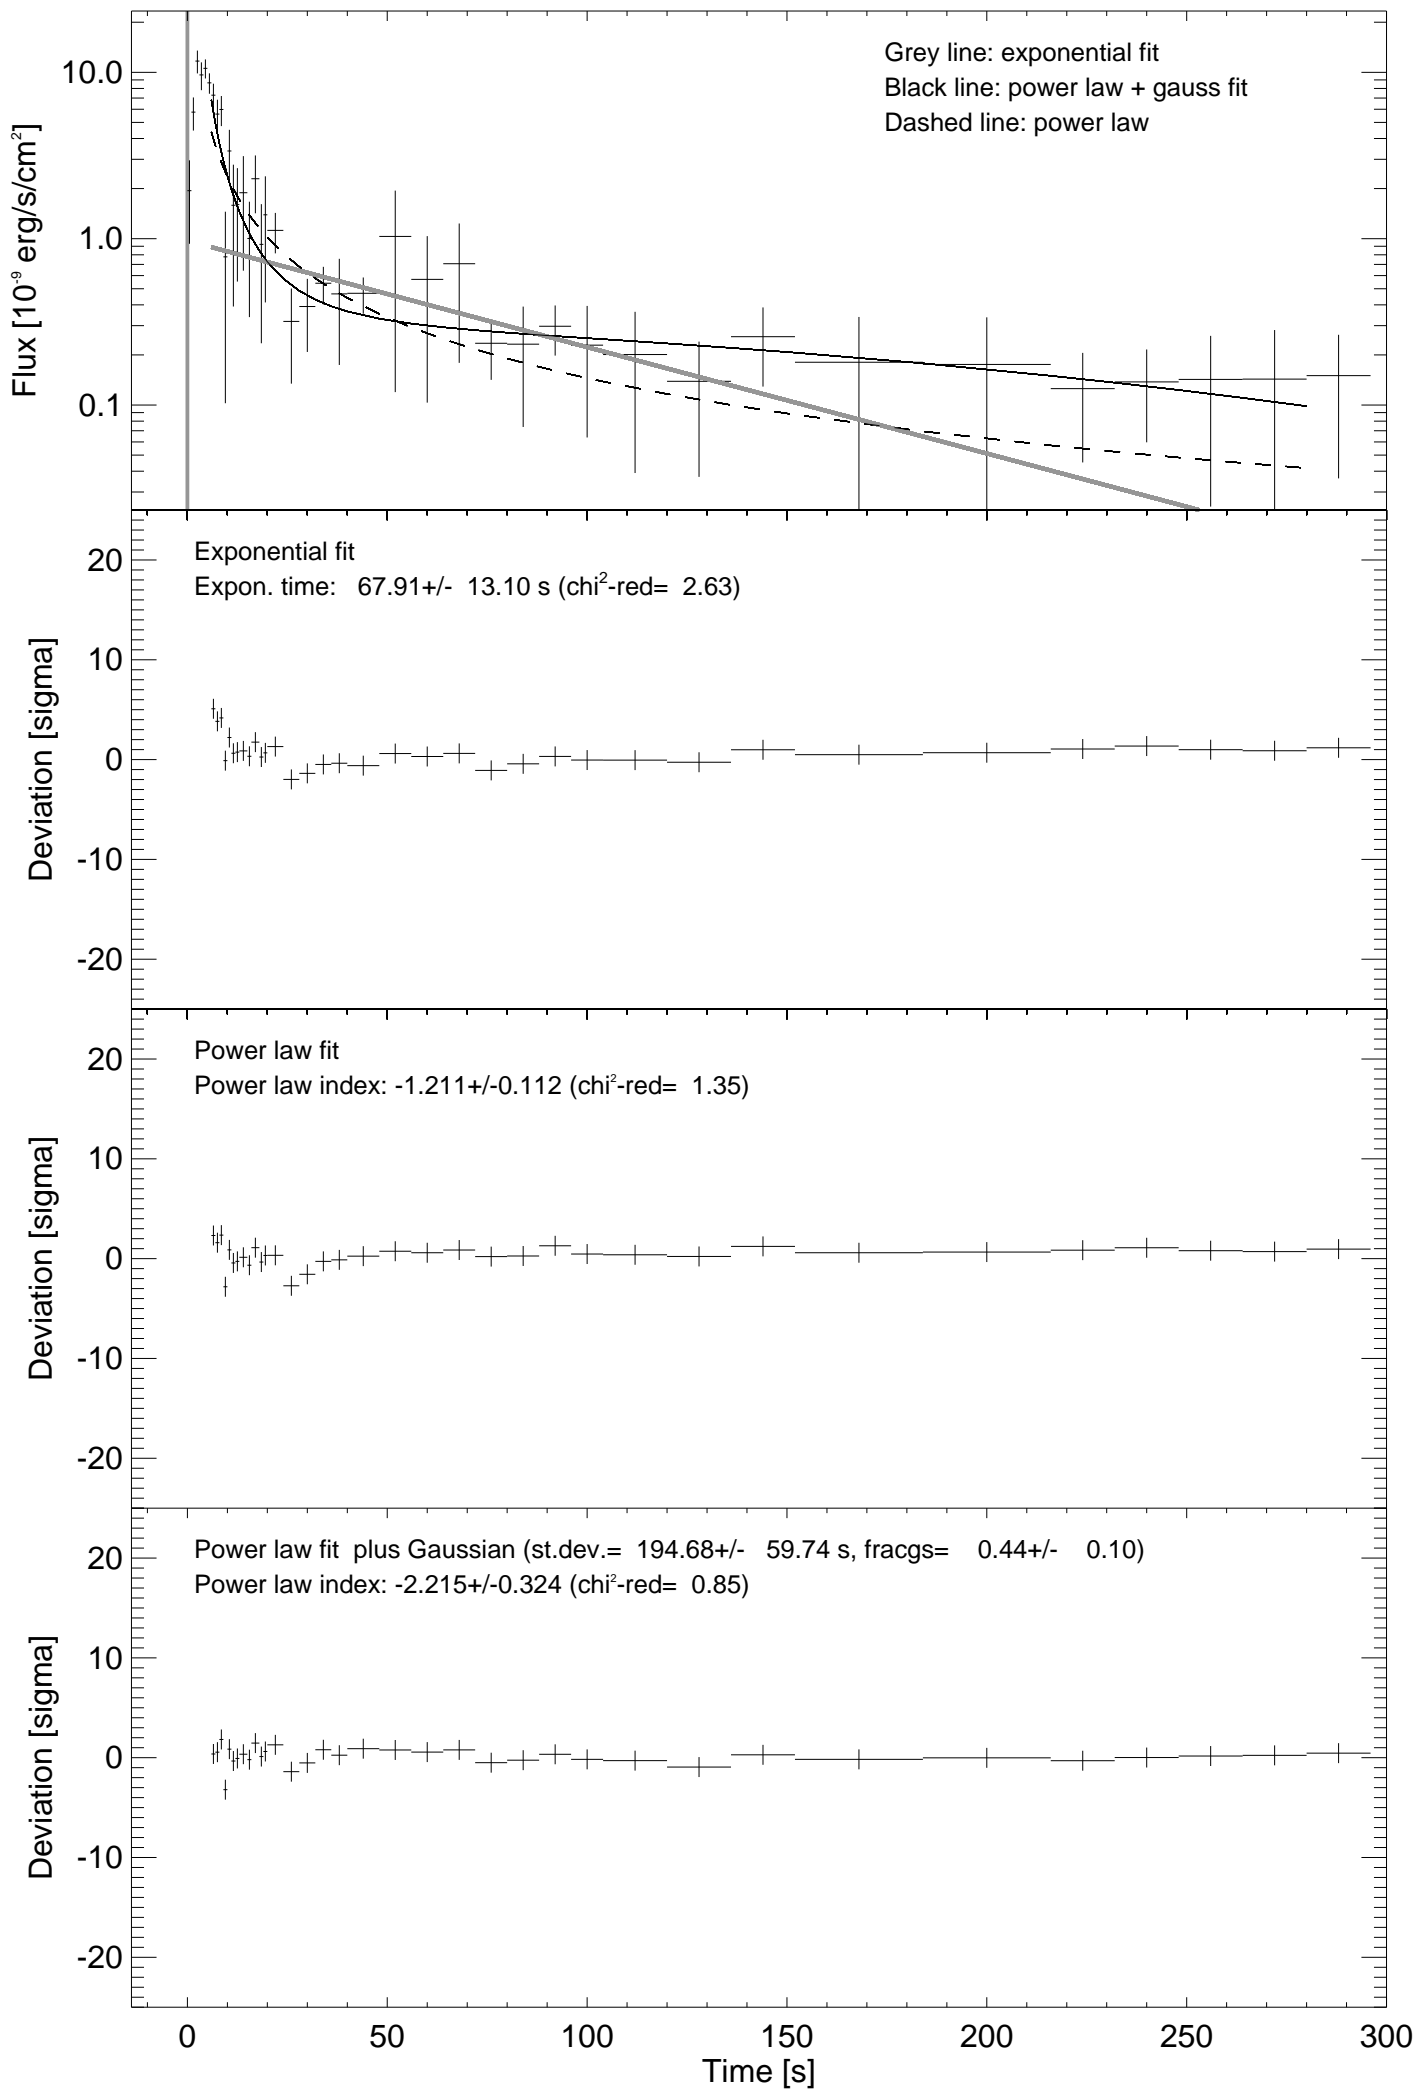 Grey line: exponential fit
Black line: power law + gauss fit
Dashed line: power law
10.0
1.0
0.1
Flux [10⁻⁹ erg/s/cm²]
Exponential fit
Expon. time: 67.91+/- 13.10 s (chi²-red= 2.63)
20
10
0
-10
-20
Deviation [sigma]
Power law fit
Power law index: -1.211+/-0.112 (chi²-red= 1.35)
20
10
0
-10
-20
Deviation [sigma]
Power law fit plus Gaussian (st.dev.= 194.68+/- 59.74 s, fracgs= 0.44+/- 0.10)
Power law index: -2.215+/-0.324 (chi²-red= 0.85)
20
10
0
-10
-20
Deviation [sigma]
0 50 100 150 200 250 300
Time [s]